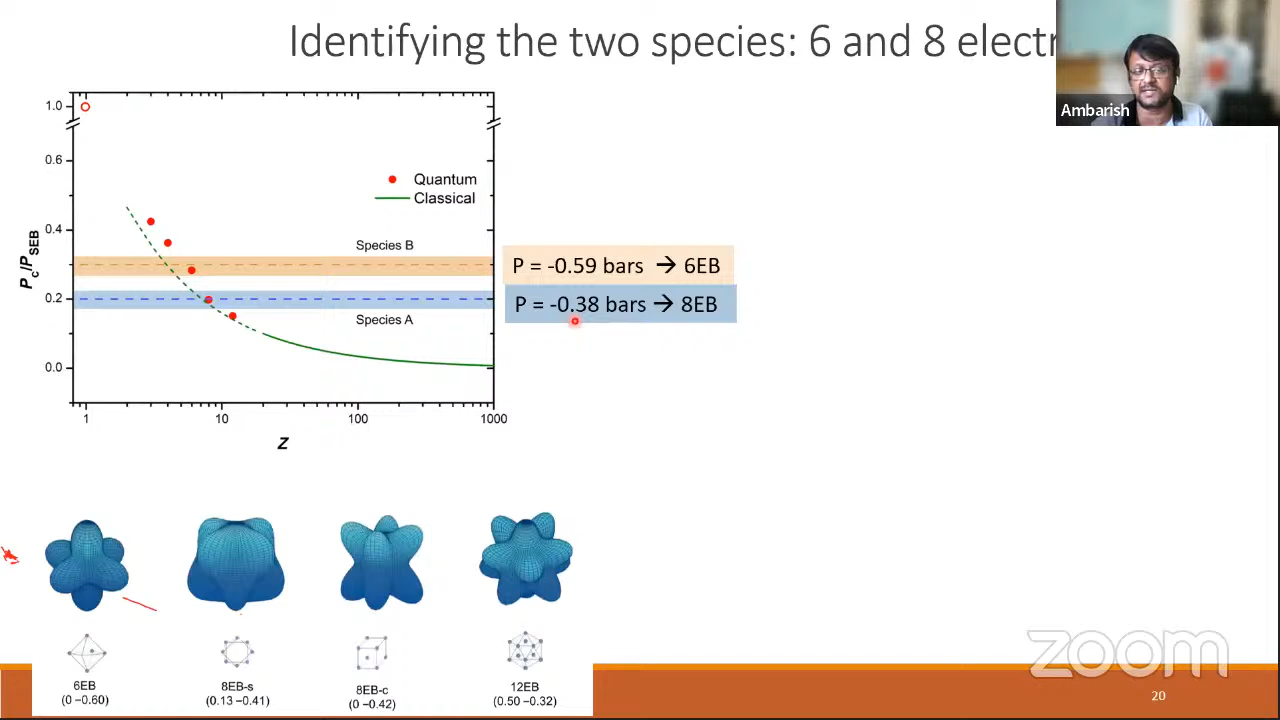 Identifying the two species: 6 and 8 electr
Ambarish
1.0
0.6
0.4
0.2
0.0
P_c/P_SEB
Quantum
Classical
Species B
Species A
1
10
100
1000
Z
P = -0.59 bars → 6EB
P = -0.38 bars → 8EB
6EB
(0 –0.60)
8EB-s
(0.13 –0.41)
8EB-c
(0 –0.42)
12EB
(0.50 –0.32)
zoom
20